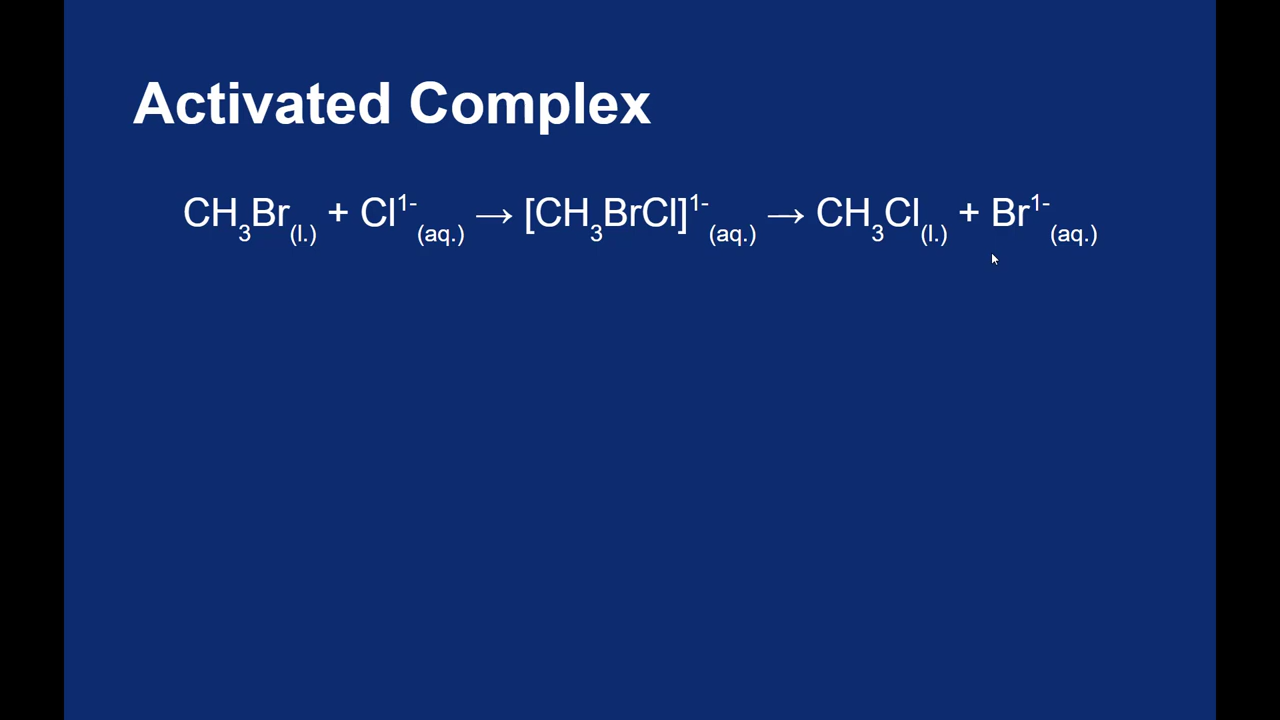 Activated Complex
CH₃Br(l.) + Cl¹⁻(aq.) → [CH₃BrCl]¹⁻(aq.) → CH₃Cl(l.) + Br¹⁻(aq.)